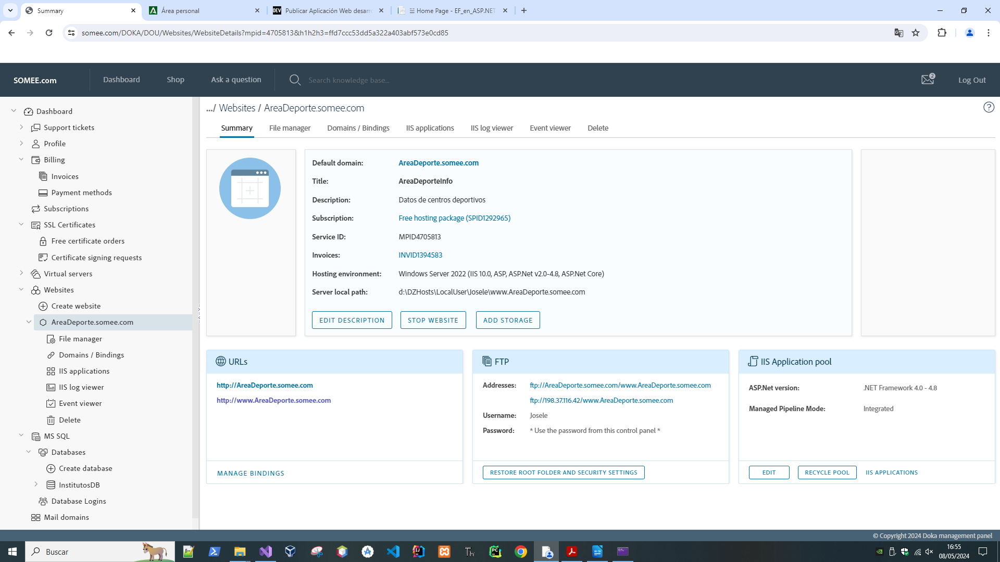 Summary
Área personal
DEV
Publicar Aplicación Web desarr
Home Page - EF_en_ASP.NET
somee.com/DOKA/DOU/Websites/WebsiteDetails?mpid=4705813&h1h2h3=ffd7ccc53dd5a322a403abf573e0cd85
SOMEE.com
Dashboard
Shop
Ask a question
Search knowledge base...
2
Log Out
Dashboard
Support tickets
Profile
Billing
Invoices
Payment methods
Subscriptions
SSL Certificates
Free certificate orders
Certificate signing requests
Virtual servers
Websites
Create website
AreaDeporte.somee.com
File manager
Domains / Bindings
IIS applications
IIS log viewer
Event viewer
Delete
MS SQL
Databases
Create database
InstitutosDB
Database Logins
Mail domains
.../ Websites / AreaDeporte.somee.com
?
Summary
File manager
Domains / Bindings
IIS applications
IIS log viewer
Event viewer
Delete
Default domain: AreaDeporte.somee.com
Title: AreaDeporteInfo
Description: Datos de centros deportivos
Subscription: Free hosting package (SPID1292965)
Service ID: MPID4705813
Invoices: INVID1394583
Hosting environment: Windows Server 2022 (IIS 10.0, ASP, ASP.Net v2.0-4.8, ASP.Net Core)
Server local path: d:\DZHosts\LocalUser\Josele\www.AreaDeporte.somee.com
EDIT DESCRIPTION
STOP WEBSITE
ADD STORAGE
URLs
http://AreaDeporte.somee.com
http://www.AreaDeporte.somee.com
MANAGE BINDINGS
FTP
Addresses: ftp://AreaDeporte.somee.com/www.AreaDeporte.somee.com
ftp://198.37.116.42/www.AreaDeporte.somee.com
Username: Josele
Password: * Use the password from this control panel *
RESTORE ROOT FOLDER AND SECURITY SETTINGS
IIS Application pool
ASP.Net version: .NET Framework 4.0 - 4.8
Managed Pipeline Mode: Integrated
EDIT
RECYCLE POOL
IIS APPLICATIONS
© Copyright 2024 Doka management panel
Buscar
Th
PC
16:55
08/05/2024